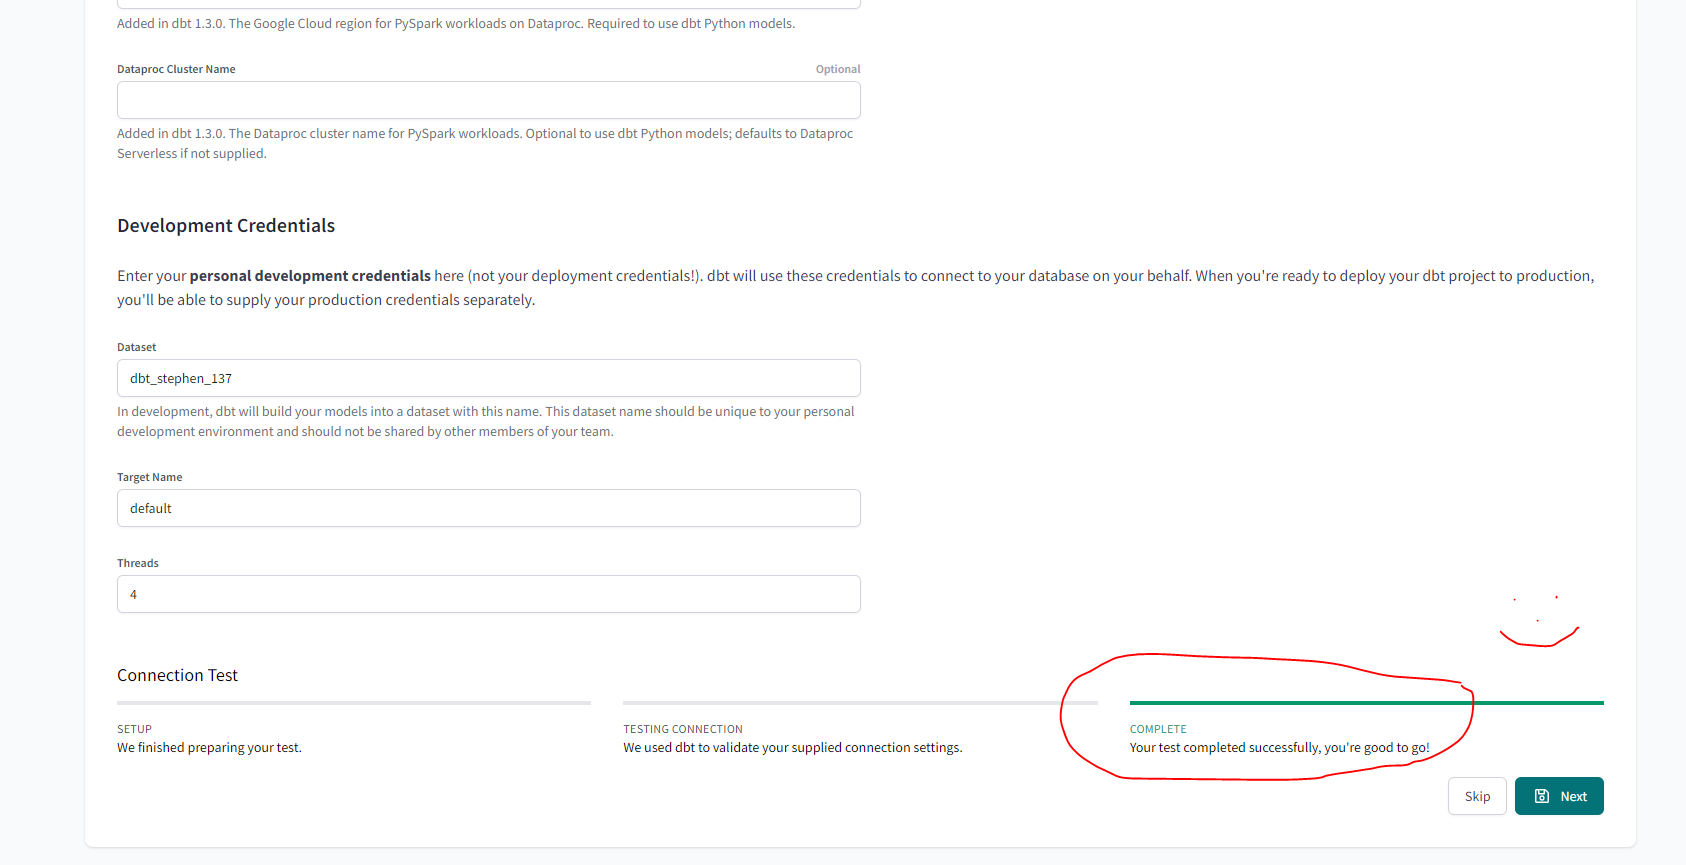 Added in dbt 1.3.0. The Google Cloud region for PySpark workloads on Dataproc. Required to use dbt Python models.
Dataproc Cluster Name
Optional
Added in dbt 1.3.0. The Dataproc cluster name for PySpark workloads. Optional to use dbt Python models; defaults to Dataproc
Serverless if not supplied.
Development Credentials
Enter your personal development credentials here (not your deployment credentials!). dbt will use these credentials to connect to your database on your behalf. When you're ready to deploy your dbt project to production,
you'll be able to supply your production credentials separately.
Dataset
dbt_stephen_137
In development, dbt will build your models into a dataset with this name. This dataset name should be unique to your personal
development environment and should not be shared by other members of your team.
Target Name
default
Threads
4
Connection Test
SETUP
We finished preparing your test.
TESTING CONNECTION
We used dbt to validate your supplied connection settings.
COMPLETE
Your test completed successfully, you're good to go!
Skip
Next